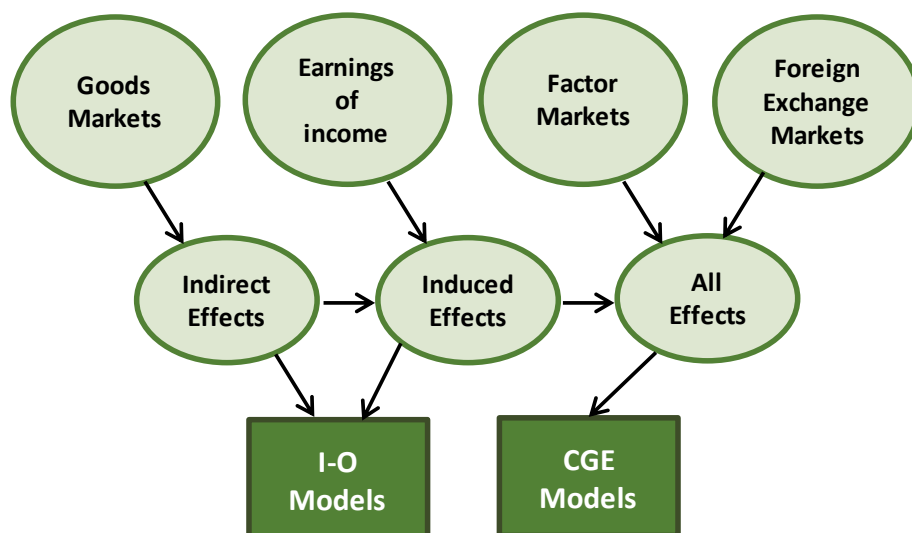 Goods
Markets
Earnings
of
income
Factor
Markets
Foreign
Exchange
Markets
Indirect
Effects
Induced
Effects
All
Effects
I-O
Models
CGE
Models